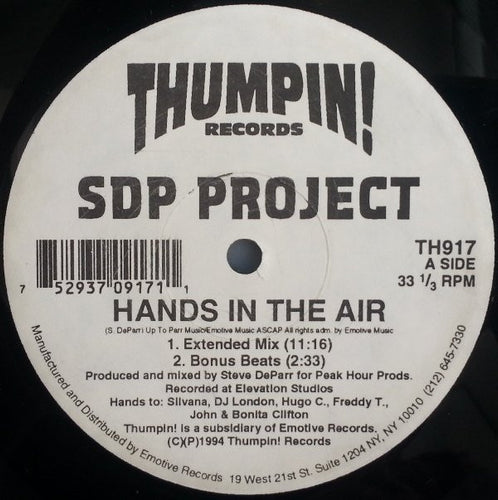 THUMPIN!
RECORDS
SDP PROJECT
TH917
A SIDE
33 1/3 RPM
7 52937 09171 1
HANDS IN THE AIR
(S. DeParr) Up To Parr Music/Emotive Music ASCAP All rights adm. by Emotive Music
1. Extended Mix (11:16)
2. Bonus Beats (2:33)
Produced and mixed by Steve DeParr for Peak Hour Prods.
Recorded at Elevation Studios
Hands to: Silvana, DJ London, Hugo C., Freddy T.,
John & Bonita Clifton
Thumpin! is a subsidiary of Emotive Records.
(C)(P)1994 Thumpin! Records
Manufactured and Distributed by Emotive Records 19 West 21st St. Suite 1204 NY, NY 10010 (212) 645-7330